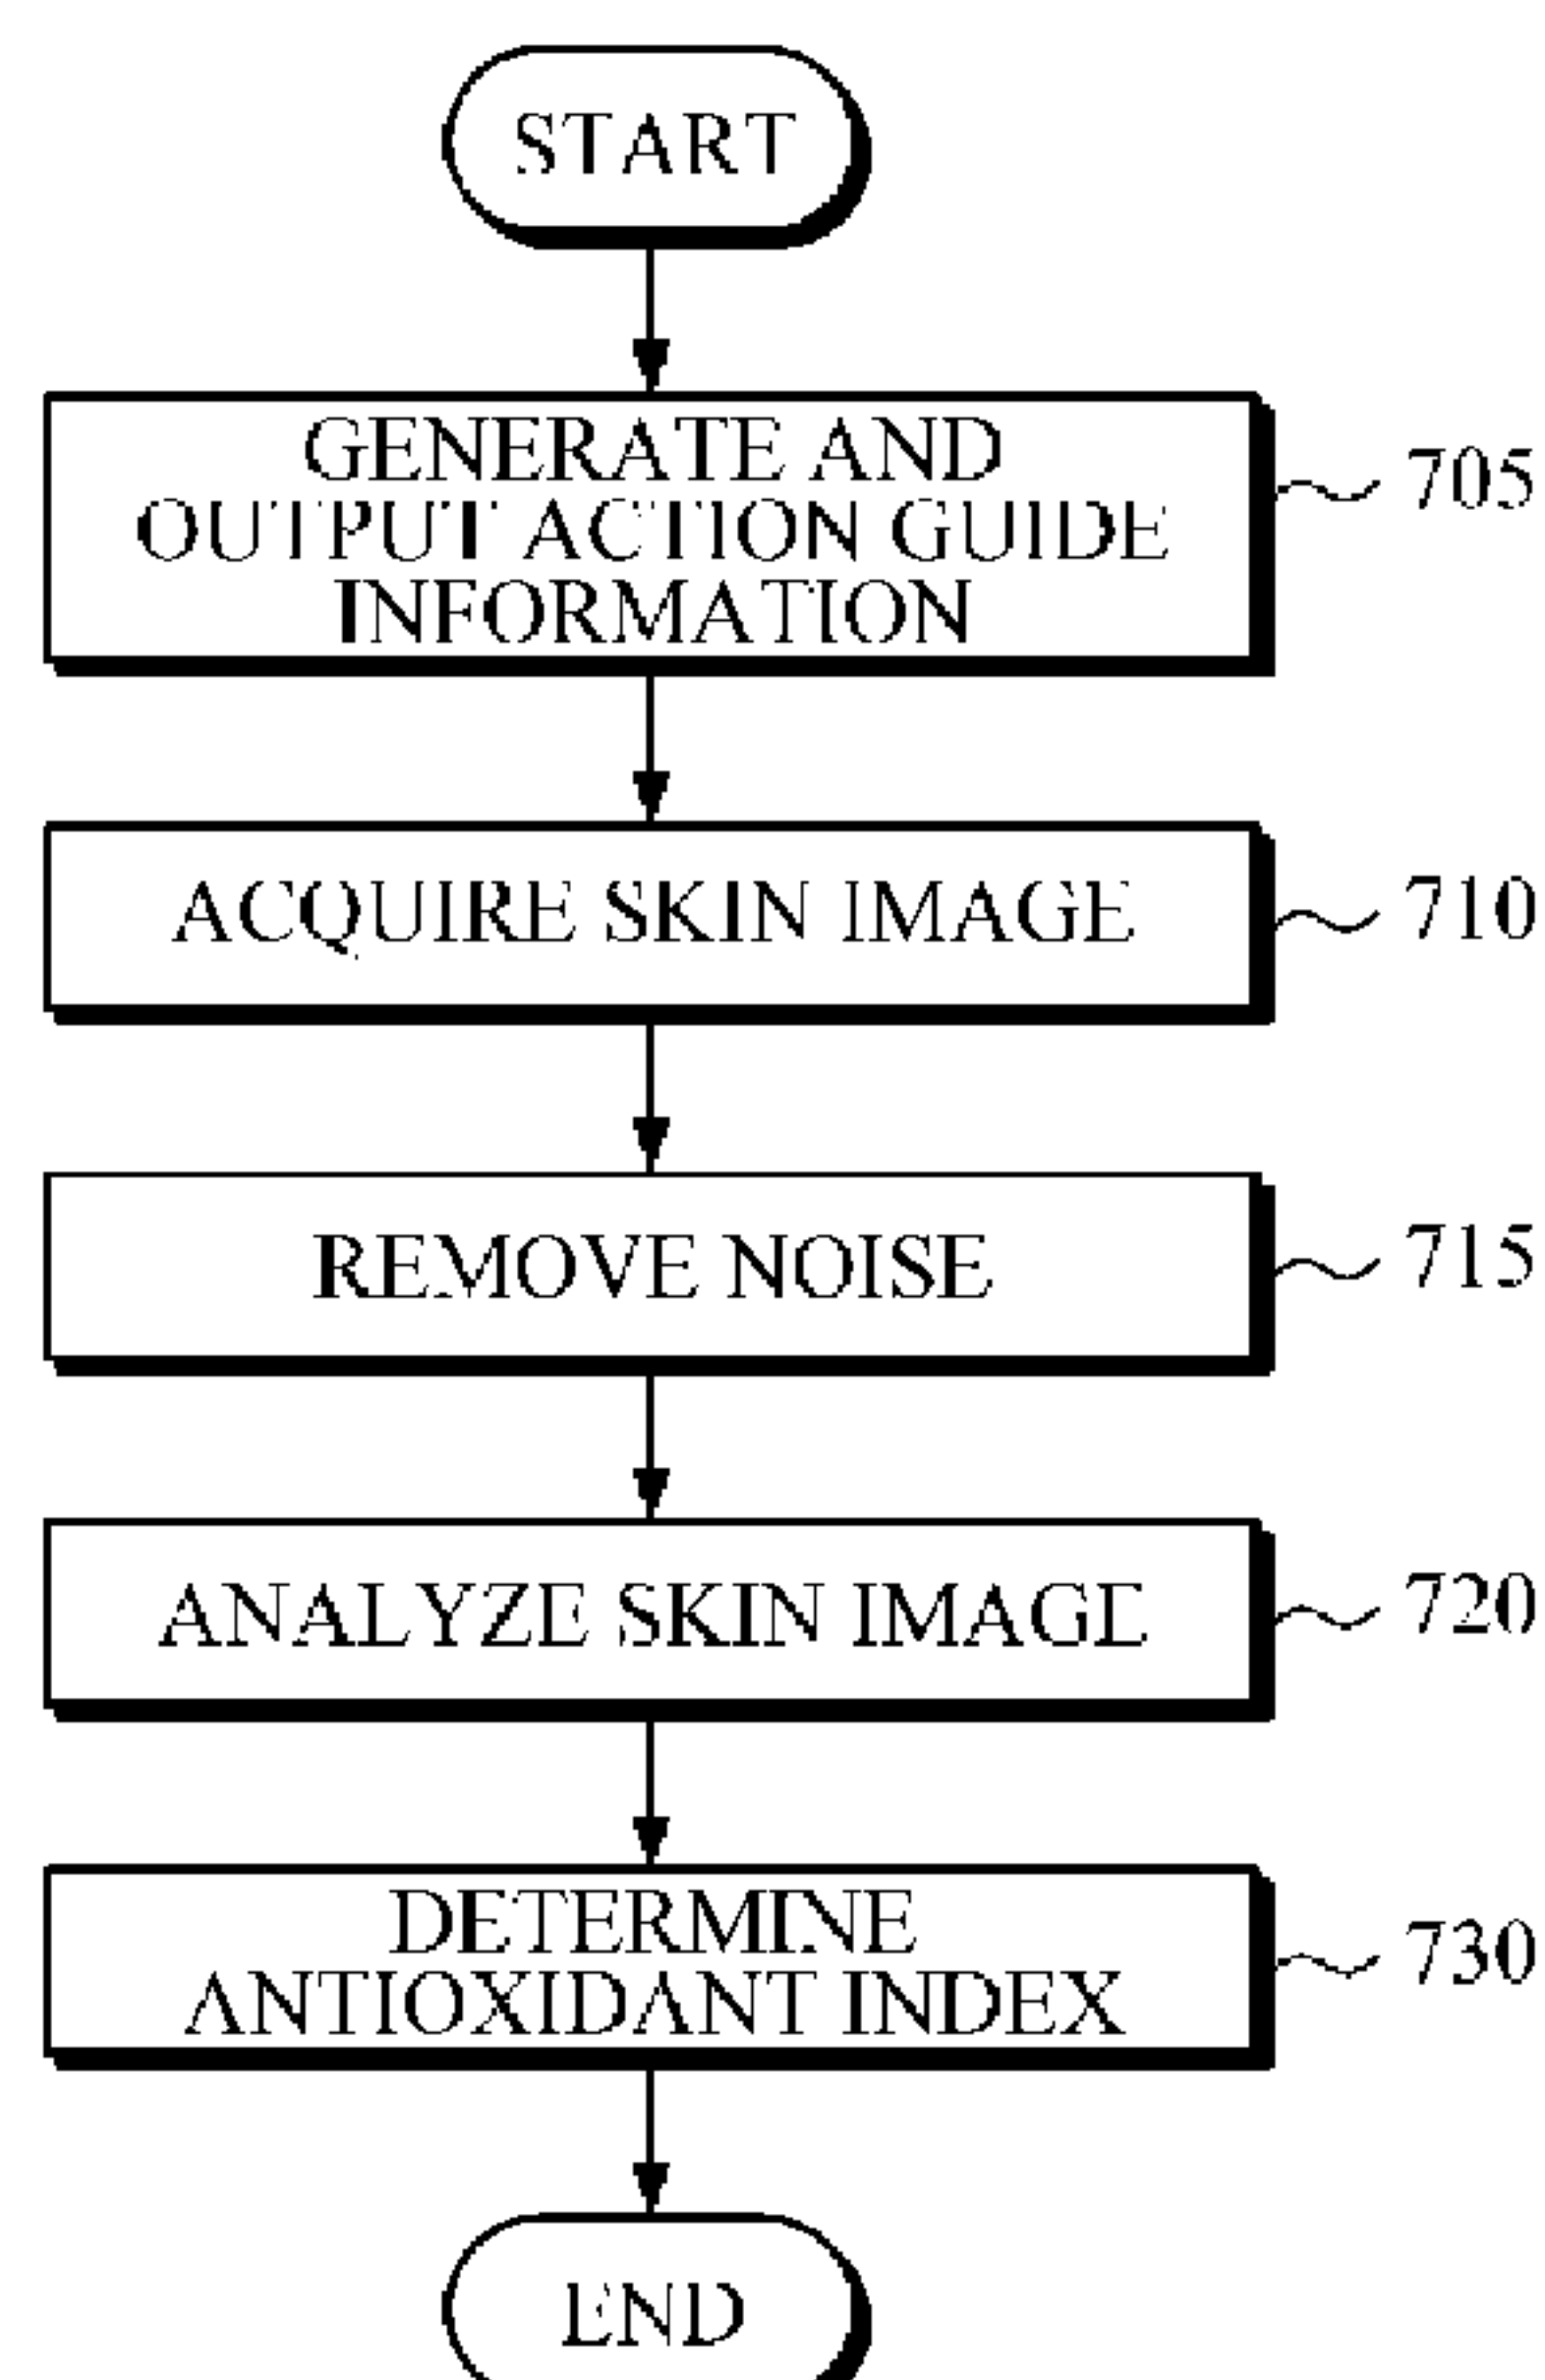 START
GENERATE AND
OUTPUT ACTION GUIDE
INFORMATION
705
ACQUIRE SKIN IMAGE
710
REMOVE NOISE
715
ANALYZE SKIN IMAGE
720
DETERMINE
ANTIOXIDANT INDEX
730
END